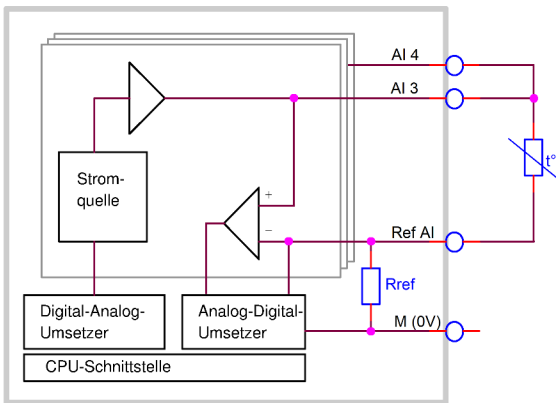 AI 4
AI 3
+
Strom-
quelle
t°
−
Ref AI
Rref
Digital-Analog-
Umsetzer
Analog-Digital-
Umsetzer
M (0V)
CPU-Schnittstelle